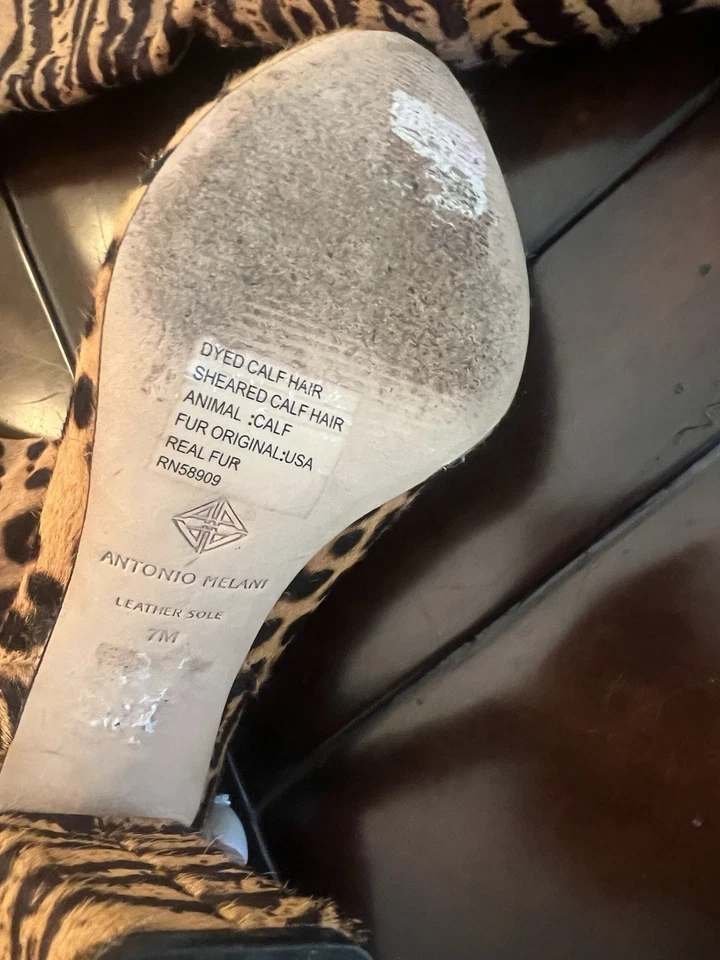 DYED CALF HAIR
SHEARED CALF HAIR
ANIMAL :CALF
FUR ORIGINAL:USA
REAL FUR
RN58909
ANTONIO MELANI
LEATHER SOLE
7M